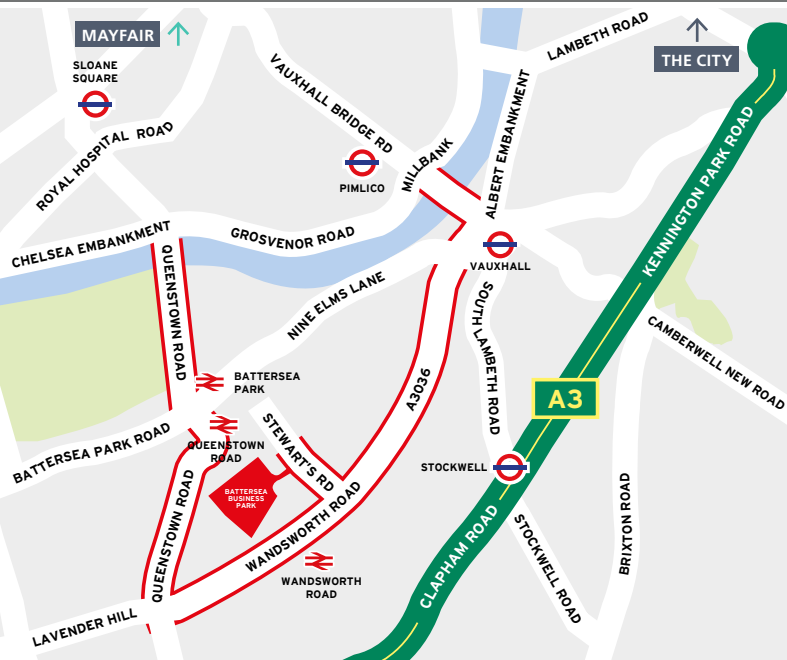 MAYFAIR
THE CITY
LAMBETH ROAD
SLOANE
SQUARE
VAUXHALL BRIDGE RD
ROYAL HOSPITAL ROAD
MILLBANK
ALBERT EMBANKMENT
KENNINGTON PARK ROAD
PIMLICO
CHELSEA EMBANKMENT
GROSVENOR ROAD
VAUXHALL
QUEENSTOWN ROAD
NINE ELMS LANE
SOUTH LAMBETH ROAD
CAMBERWELL NEW ROAD
BATTERSEA
PARK
A3036
A3
BATTERSEA PARK ROAD
QUEENSTOWN
ROAD
STEWART'S RD
STOCKWELL
BATTERSEA
BUSINESS
PARK
QUEENSTOWN ROAD
WANDSWORTH ROAD
CLAPHAM ROAD
STOCKWELL ROAD
BRIXTON ROAD
WANDSWORTH
ROAD
LAVENDER HILL